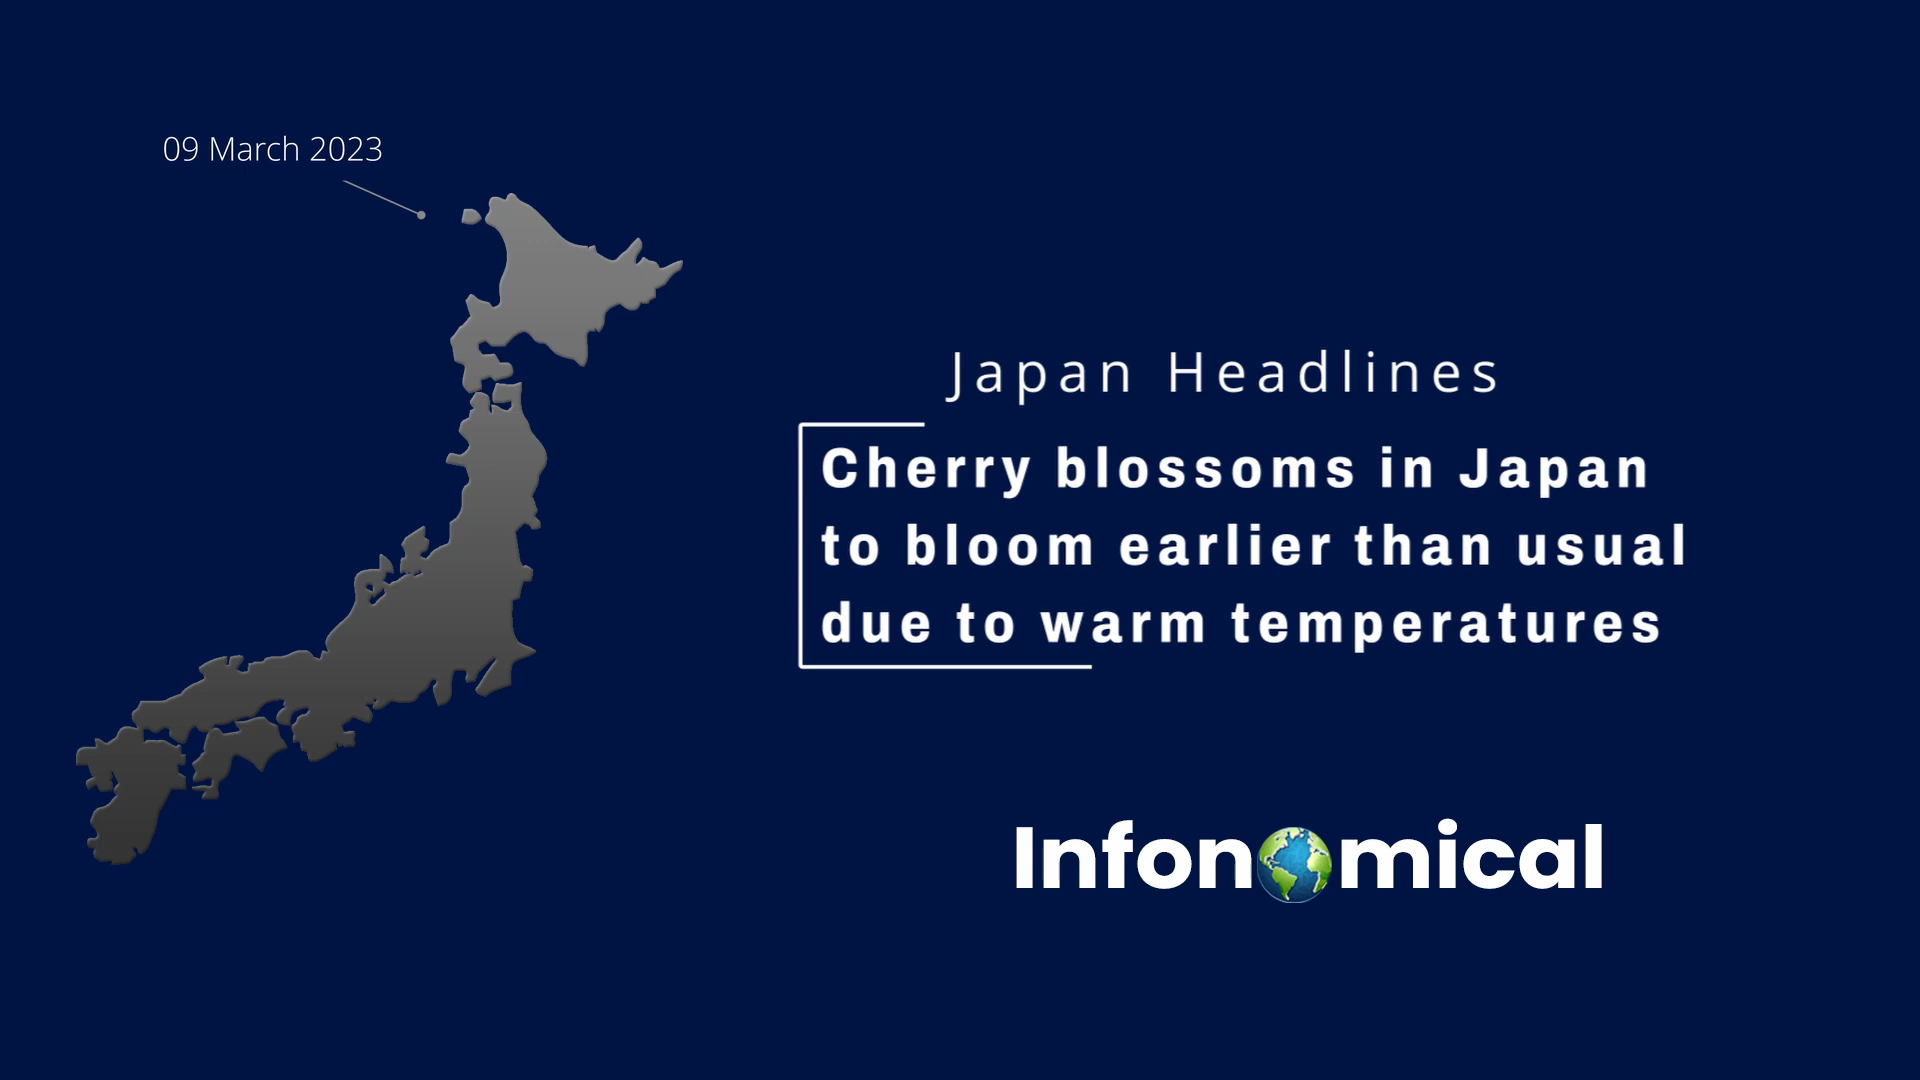 09 March 2023
Japan Headlines
Cherry blossoms in Japan
to bloom earlier than usual
due to warm temperatures
Infonomical